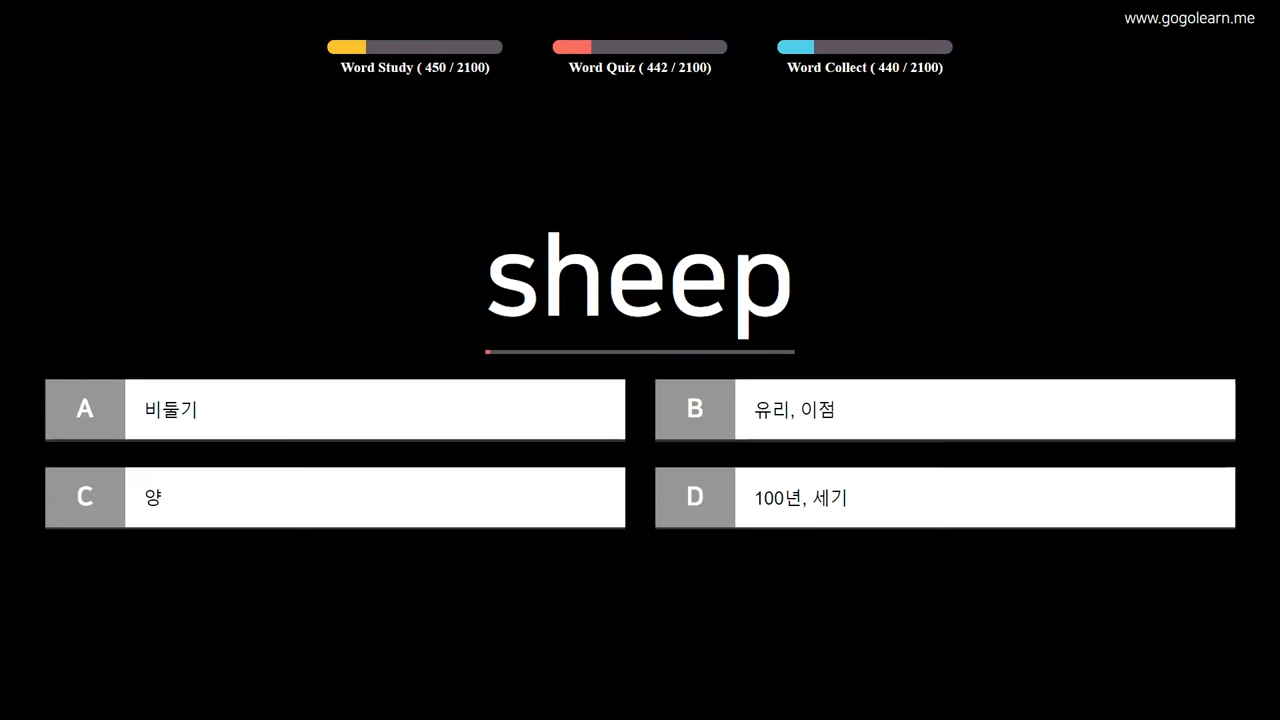 www.gogolearn.me
Word Study ( 450 / 2100)
Word Quiz ( 442 / 2100)
Word Collect ( 440 / 2100)
sheep
A 비둘기
B 유리, 이점
C 양
D 100년, 세기